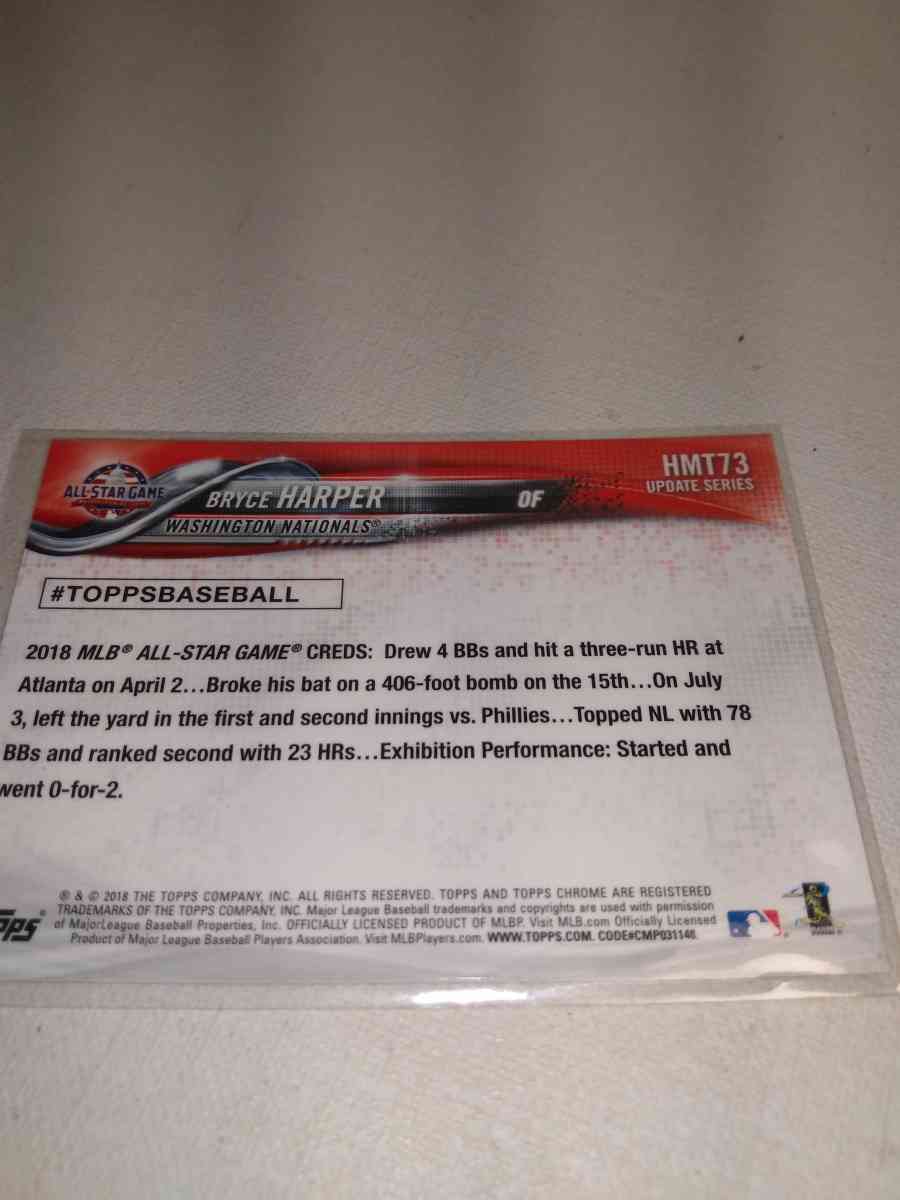 HMT73
UPDATE SERIES
ALL-STAR GAME
BRYCE HARPER OF
WASHINGTON NATIONALS®
#TOPPSBASEBALL
2018 MLB® ALL-STAR GAME® CREDS: Drew 4 BBs and hit a three-run HR at
Atlanta on April 2...Broke his bat on a 406-foot bomb on the 15th...On July
3, left the yard in the first and second innings vs. Phillies...Topped NL with 78
BBs and ranked second with 23 HRs...Exhibition Performance: Started and
went 0-for-2.
® & © 2018 THE TOPPS COMPANY, INC. ALL RIGHTS RESERVED. TOPPS AND TOPPS CHROME ARE REGISTERED
TRADEMARKS OF THE TOPPS COMPANY, INC. Major League Baseball trademarks and copyrights are used with permission
of MajorLeague Baseball Properties, Inc. OFFICIALLY LICENSED PRODUCT OF MLBP. Visit MLB.com Officially Licensed
Product of Major League Baseball Players Association. Visit MLBPlayers.com. WWW.TOPPS.COM. CODE#CMP031146.